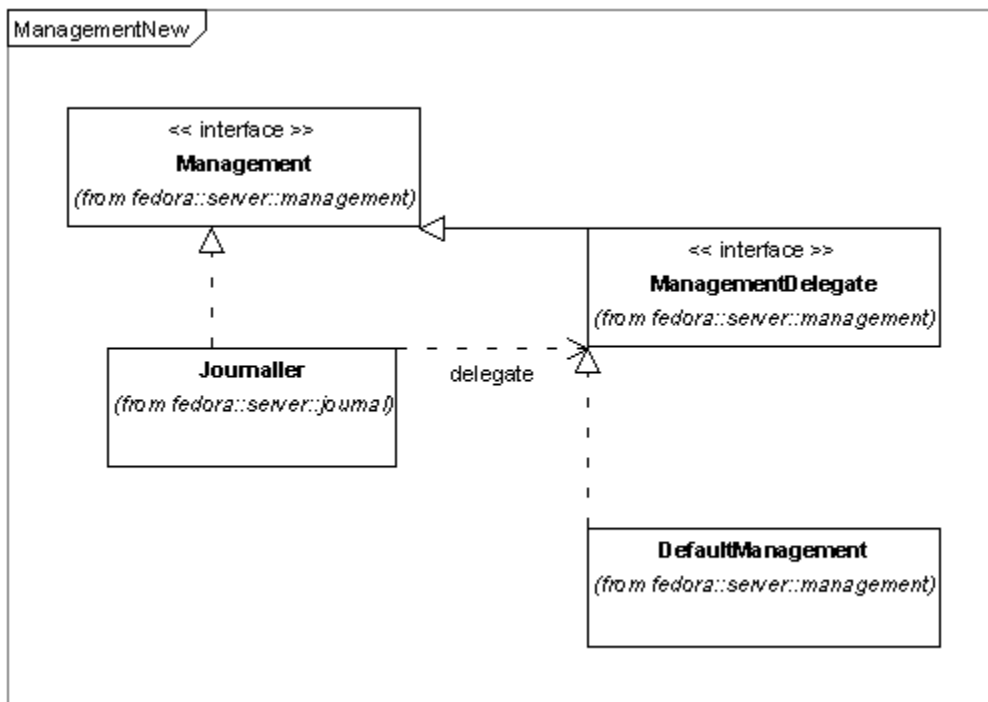 ManagementNew
<< interface >>
Management
(from fedora::server::management)
<< interface >>
ManagementDelegate
(from fedora::server::management)
Journaller
(from fedora::server::journal)
delegate
DefaultManagement
(from fedora::server::management)